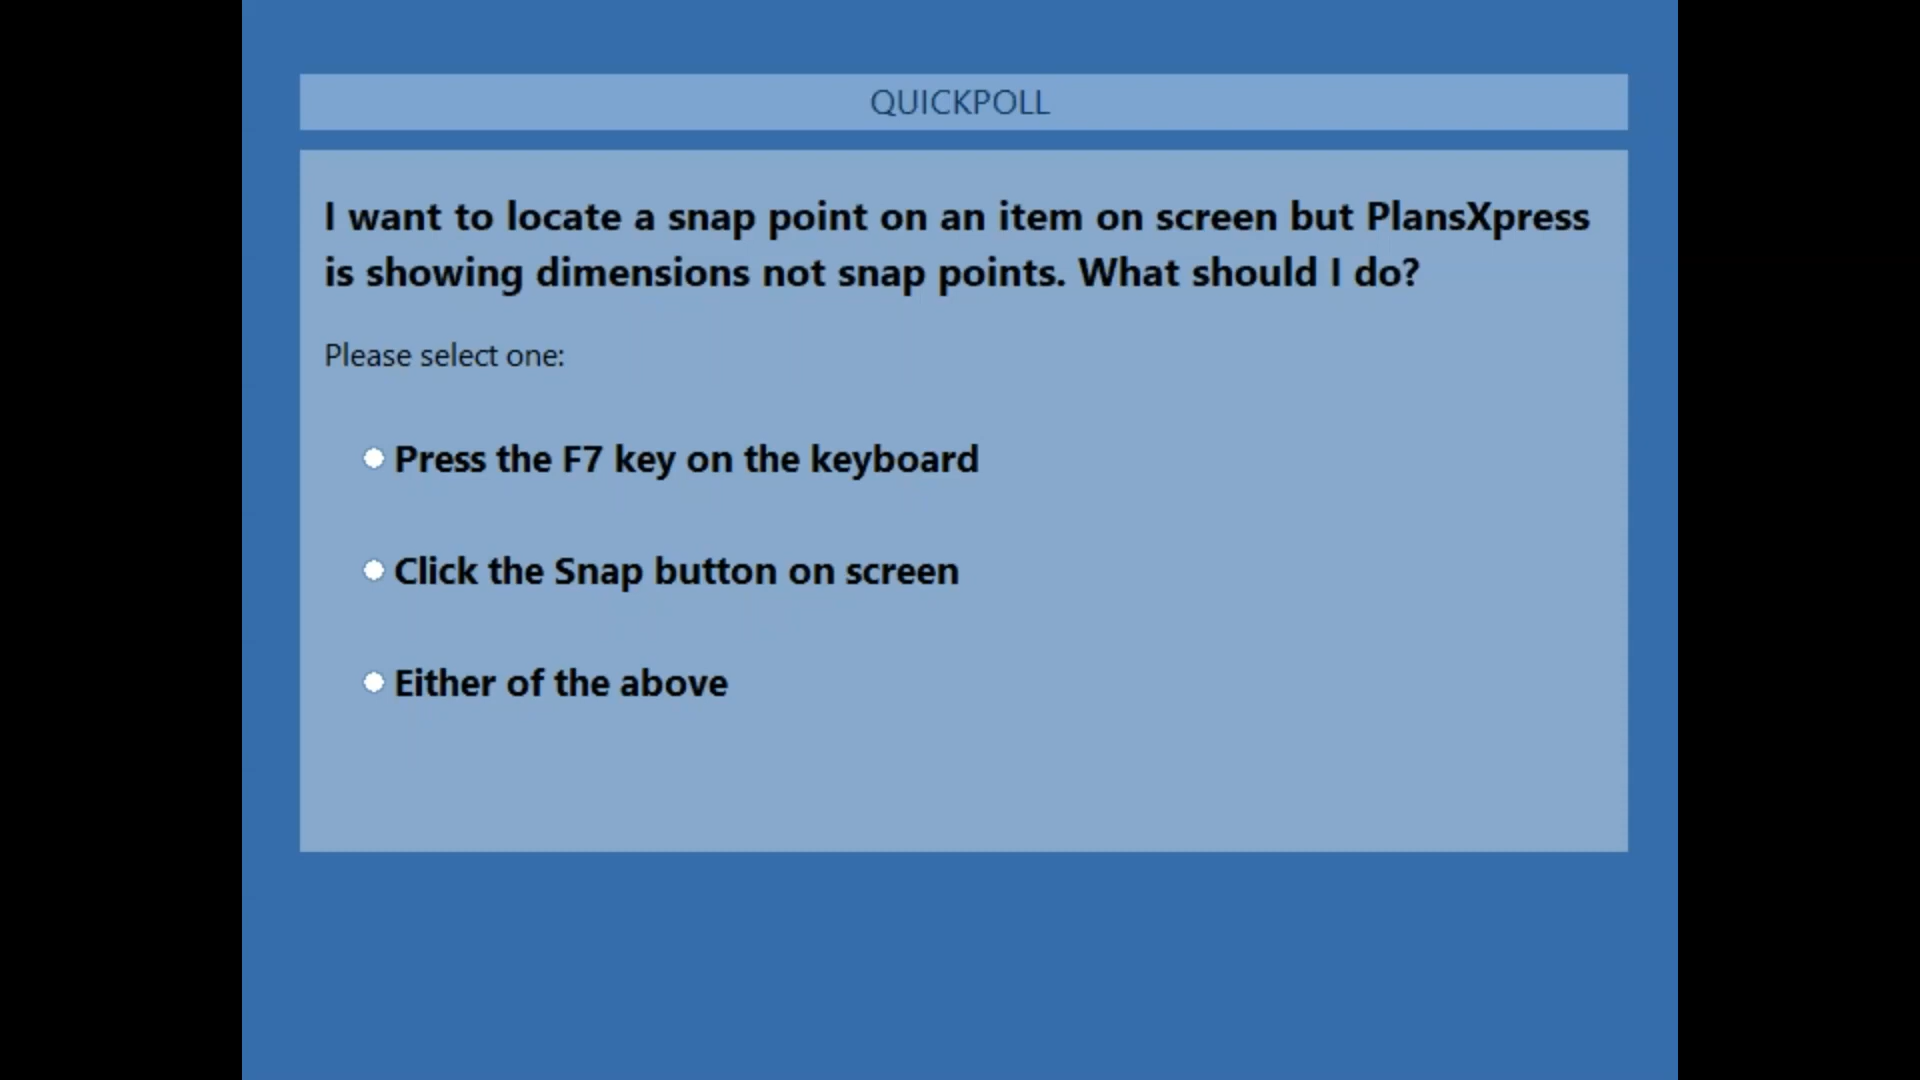 QUICKPOLL
I want to locate a snap point on an item on screen but PlansXpress
is showing dimensions not snap points. What should I do?
Please select one:
Press the F7 key on the keyboard
Click the Snap button on screen
Either of the above